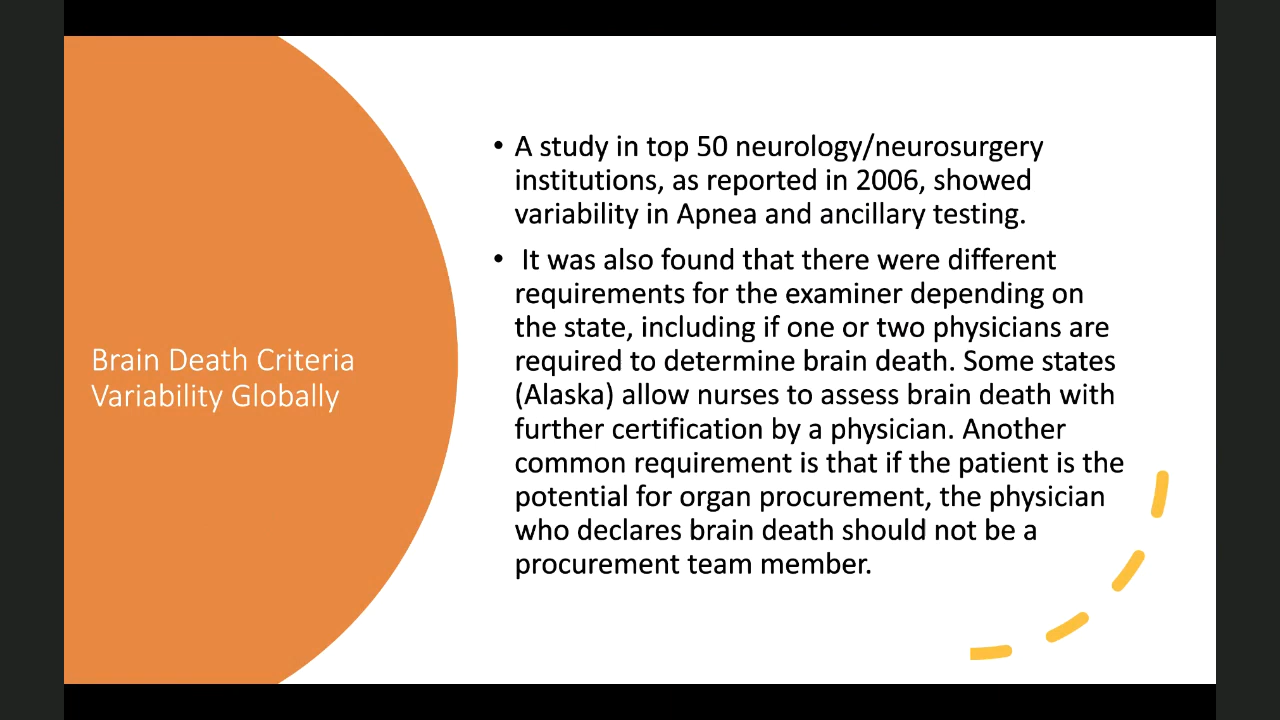 Brain Death Criteria
Variability Globally
• A study in top 50 neurology/neurosurgery
institutions, as reported in 2006, showed
variability in Apnea and ancillary testing.
• It was also found that there were different
requirements for the examiner depending on
the state, including if one or two physicians are
required to determine brain death. Some states
(Alaska) allow nurses to assess brain death with
further certification by a physician. Another
common requirement is that if the patient is the
potential for organ procurement, the physician
who declares brain death should not be a
procurement team member.